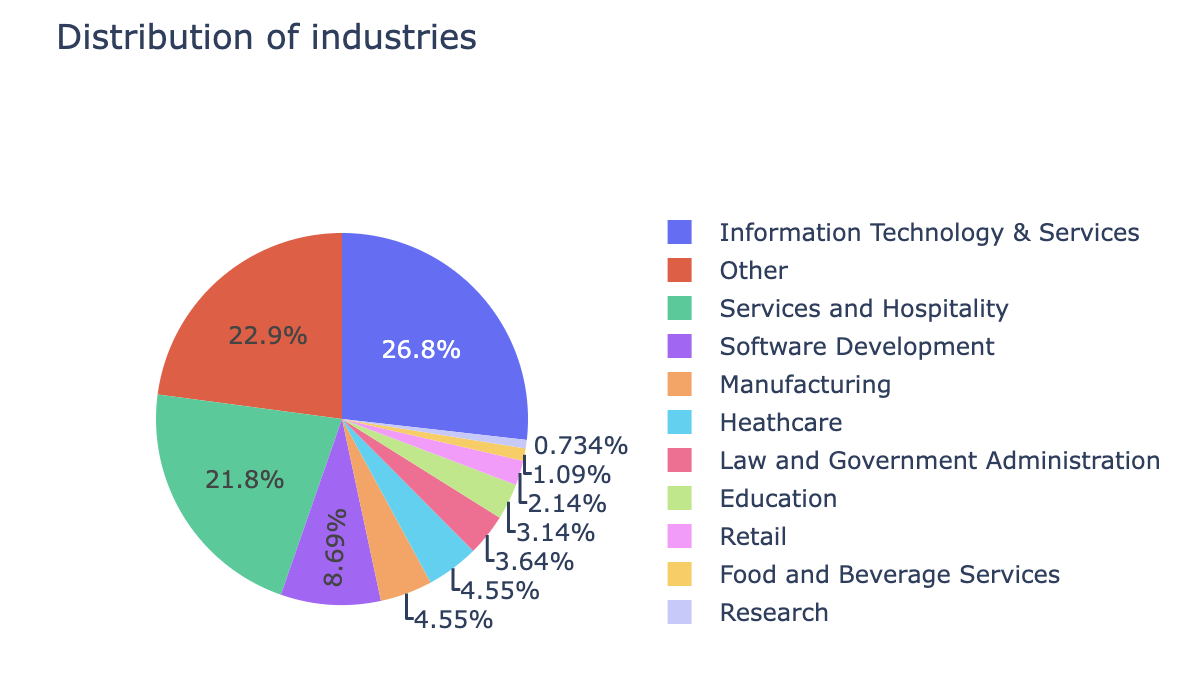 Distribution of industries
22.9%
26.8%
21.8%
8.69%
0.734%
1.09%
2.14%
3.14%
3.64%
4.55%
4.55%
Information Technology & Services
Other
Services and Hospitality
Software Development
Manufacturing
Heathcare
Law and Government Administration
Education
Retail
Food and Beverage Services
Research